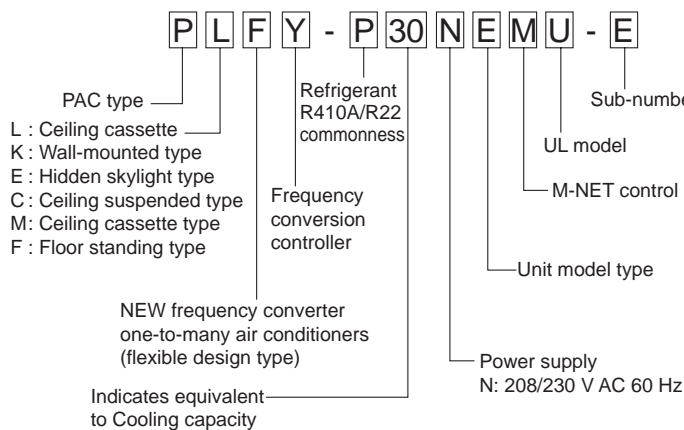 P L F Y - P 30 N E M U - E
PAC type
L : Ceiling cassette
K : Wall-mounted type
E : Hidden skylight type
C : Ceiling suspended type
M: Ceiling cassette type
F : Floor standing type
Refrigerant
R410A/R22
commonness
Frequency
conversion
controller
NEW frequency converter
one-to-many air conditioners
(flexible design type)
Indicates equivalent
to Cooling capacity
UL model
M-NET control
Unit model type
Power supply
N: 208/230 V AC 60 Hz